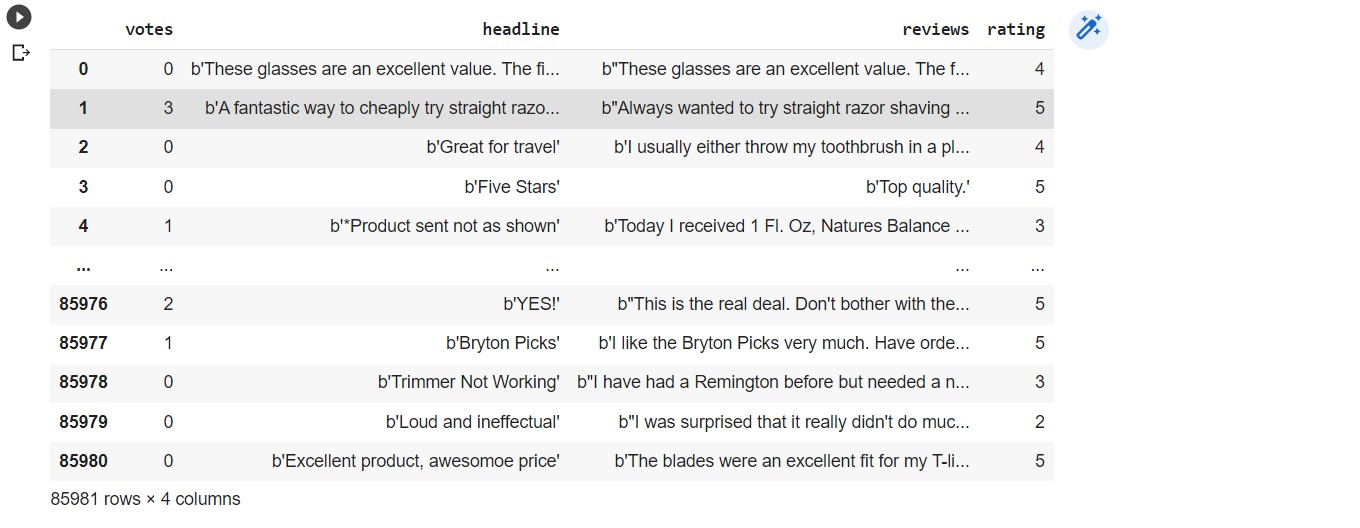 votes headline reviews rating
0 0 b'These glasses are an excellent value. The fi... b"These glasses are an excellent value. The f... 4
1 3 b'A fantastic way to cheaply try straight razo... b"Always wanted to try straight razor shaving ... 5
2 0 b'Great for travel' b'I usually either throw my toothbrush in a pl... 4
3 0 b'Five Stars' b'Top quality.' 5
4 1 b'*Product sent not as shown' b'Today I received 1 Fl. Oz, Natures Balance ... 3
... ... ... ... ...
85976 2 b'YES!' b"This is the real deal. Don't bother with the... 5
85977 1 b'Bryton Picks' b'I like the Bryton Picks very much. Have orde... 5
85978 0 b'Trimmer Not Working' b"I have had a Remington before but needed a n... 3
85979 0 b'Loud and ineffectual' b"I was surprised that it really didn't do muc... 2
85980 0 b'Excellent product, awesomoe price' b'The blades were an excellent fit for my T-li... 5
85981 rows × 4 columns